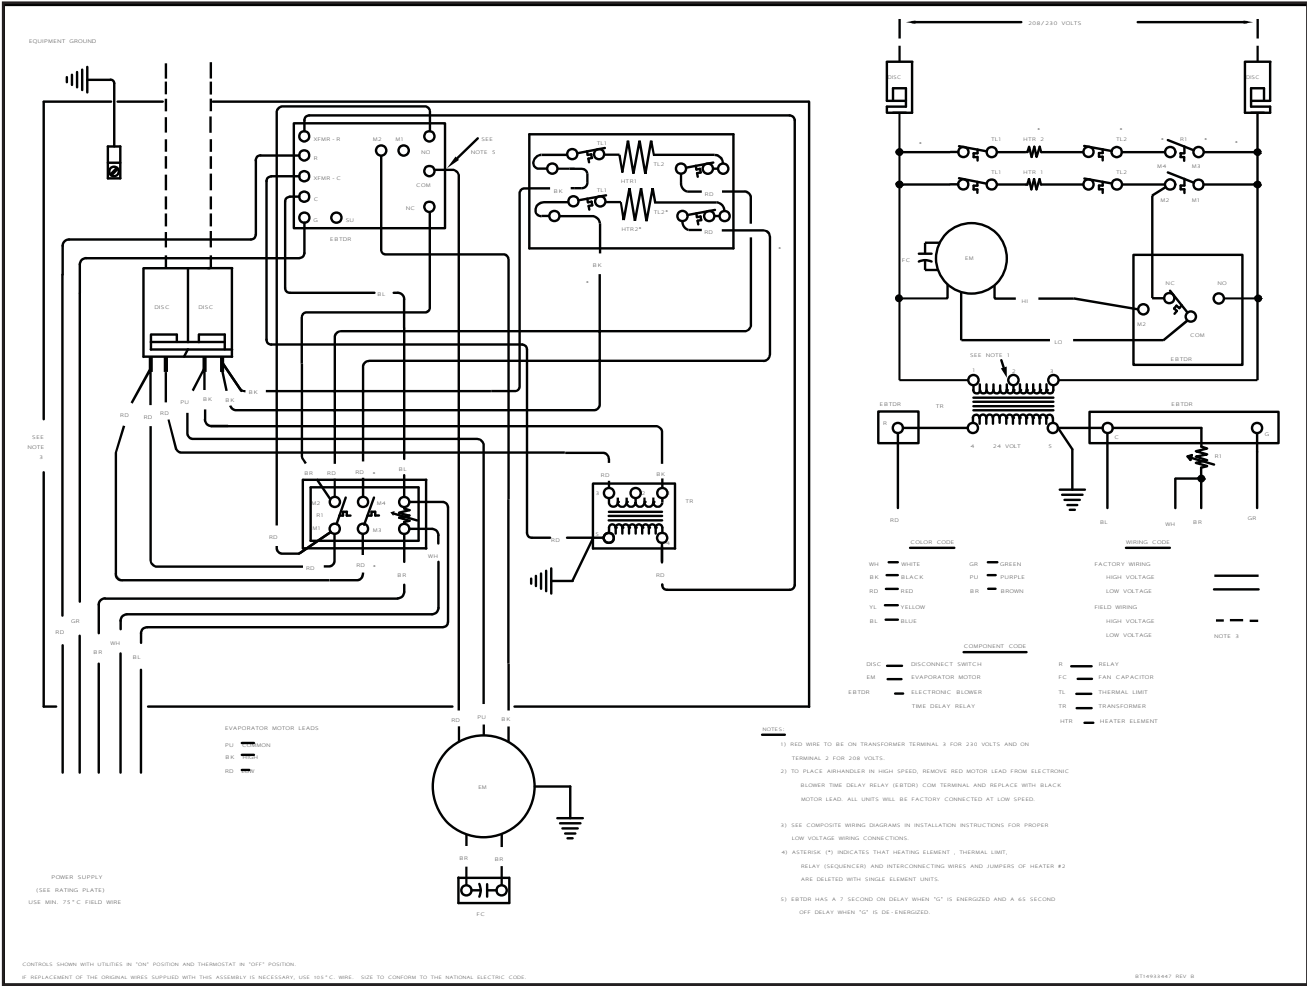 208/230 VOLTS
EQUIPMENT GROUND
DISC DISC
XFMR-R M2 M1 SEE
R NO NOTE 5
XFMR-C COM
C
G SU NC
EBTDR
TL1
TL2
HTR1
BK TL1 RD
TL2*
HTR2*
RD
BK
*
*
BL
DISC DISC
PU BK BK BK
RD RD RD
SEE
NOTE
3
BR RD RD * BL
M2 M4
R1
M1 M3
RD
RD RD *
WH
BR
RD BK
3
TR
RD
RD
GR
RD
WH
BR
BL
RD PU BK
EVAPORATOR MOTOR LEADS
PU COMMON
BK HIGH
RD LOW
EM
BR BR
FC
POWER SUPPLY
(SEE RATING PLATE)
USE MIN. 75°C FIELD WIRE
* * * R1 * *
TL1 HTR 2 TL2
M4 M3
TL1 HTR 1 TL2
M2 M1
FC EM
NC NO
HI
M2
COM
LO
EBTDR
SEE NOTE 1
1 2 3
EBTDR TR EBTDR
R C G
4 24 VOLT 5
R1
RD BL WH BR GR
COLOR CODE WIRING CODE
WH WHITE GR GREEN FACTORY WIRING
BK BLACK PU PURPLE HIGH VOLTAGE
RD RED BR BROWN LOW VOLTAGE
YL YELLOW FIELD WIRING
BL BLUE HIGH VOLTAGE
LOW VOLTAGE NOTE 3
COMPONENT CODE
DISC DISCONNECT SWITCH R RELAY
EM EVAPORATOR MOTOR FC FAN CAPACITOR
EBTDR ELECTRONIC BLOWER TL THERMAL LIMIT
TIME DELAY RELAY TR TRANSFORMER
HTR HEATER ELEMENT
NOTES:
1) RED WIRE TO BE ON TRANSFORMER TERMINAL 3 FOR 230 VOLTS AND ON
TERMINAL 2 FOR 208 VOLTS.
2) TO PLACE AIRHANDLER IN HIGH SPEED, REMOVE RED MOTOR LEAD FROM ELECTRONIC
BLOWER TIME DELAY RELAY (EBTDR) COM TERMINAL AND REPLACE WITH BLACK
MOTOR LEAD. ALL UNITS WILL BE FACTORY CONNECTED AT LOW SPEED.
3) SEE COMPOSITE WIRING DIAGRAMS IN INSTALLATION INSTRUCTIONS FOR PROPER
LOW VOLTAGE WIRING CONNECTIONS.
4) ASTERISK (*) INDICATES THAT HEATING ELEMENT , THERMAL LIMIT,
RELAY (SEQUENCER) AND INTERCONNECTING WIRES AND JUMPERS OF HEATER #2
ARE DELETED WITH SINGLE ELEMENT UNITS.
5) EBTDR HAS A 7 SECOND ON DELAY WHEN "G" IS ENERGIZED AND A 65 SECOND
OFF DELAY WHEN "G" IS DE-ENERGIZED.
CONTROLS SHOWN WITH UTILITIES IN "ON" POSITION AND THERMOSTAT IN "OFF" POSITION.
IF REPLACEMENT OF THE ORIGINAL WIRES SUPPLIED WITH THIS ASSEMBLY IS NECESSARY, USE 105°C. WIRE. SIZE TO CONFORM TO THE NATIONAL ELECTRIC CODE.
BT14933447 REV B